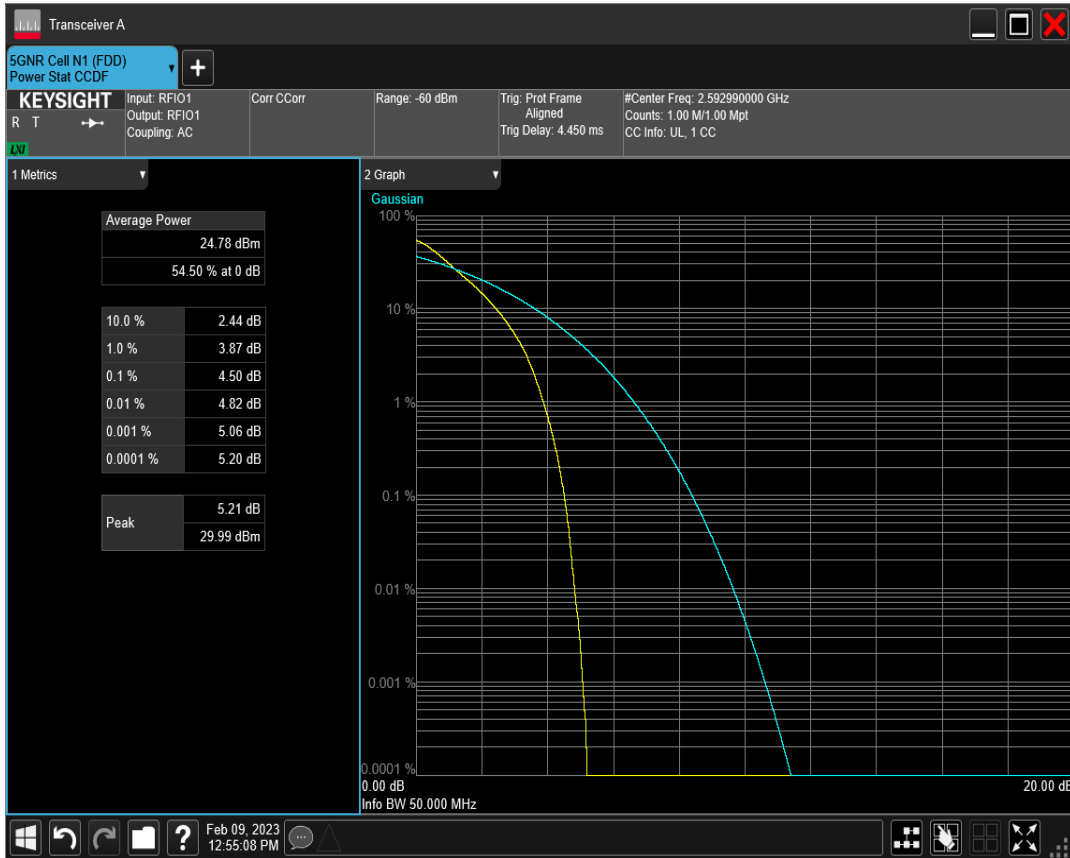 Transceiver A
5GNR Cell N1 (FDD)
Power Stat CCDF
+
KEYSIGHT
R T
LXI
Input: RFIO1
Output: RFIO1
Coupling: AC
Corr CCorr
Range: -60 dBm
Trig: Prot Frame
Aligned
Trig Delay: 4.450 ms
#Center Freq: 2.592990000 GHz
Counts: 1.00 M/1.00 Mpt
CC Info: UL, 1 CC
1 Metrics
Average Power
24.78 dBm
54.50 % at 0 dB
10.0 % 2.44 dB
1.0 % 3.87 dB
0.1 % 4.50 dB
0.01 % 4.82 dB
0.001 % 5.06 dB
0.0001 % 5.20 dB
Peak
5.21 dB
29.99 dBm
2 Graph
Gaussian
100 %
10 %
1 %
0.1 %
0.01 %
0.001 %
0.0001 %
0.00 dB
20.00 dB
Info BW 50.000 MHz
?
Feb 09, 2023
12:55:08 PM